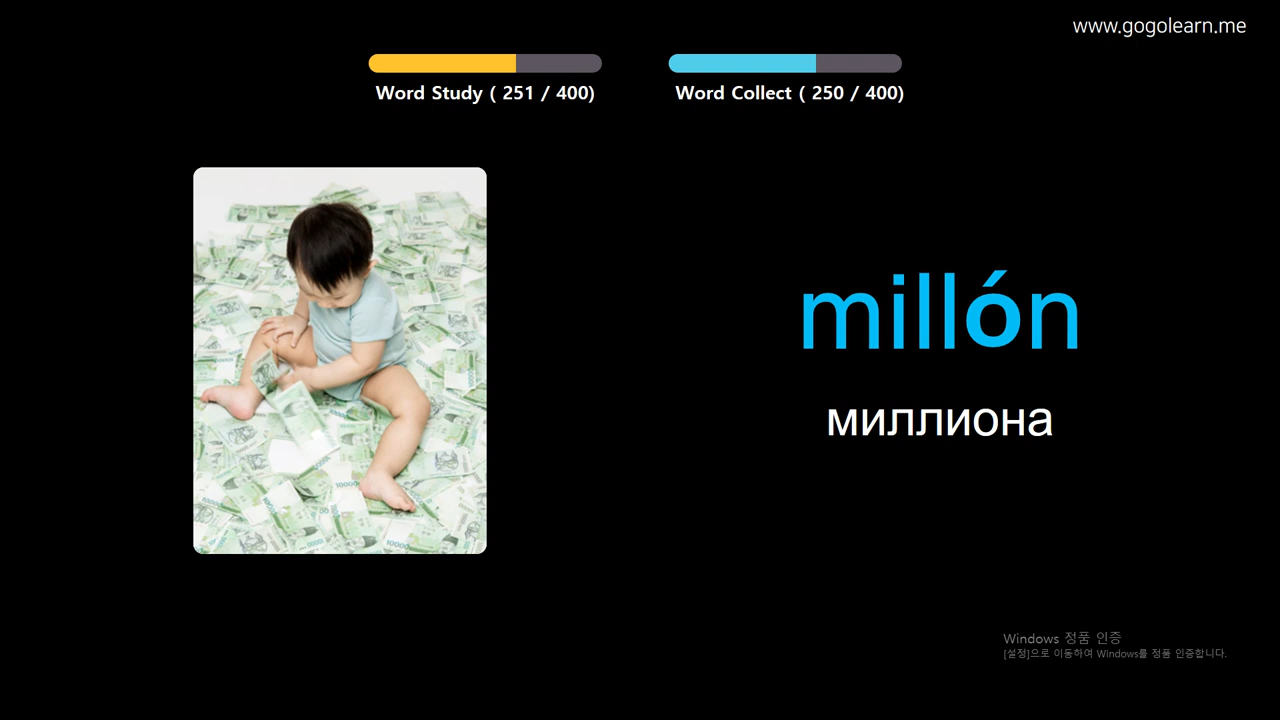 www.gogolearn.me
Word Study ( 251 / 400)
Word Collect ( 250 / 400)
millón
миллиона
Windows 정품 인증
[설정]으로 이동하여 Windows를 정품 인증합니다.